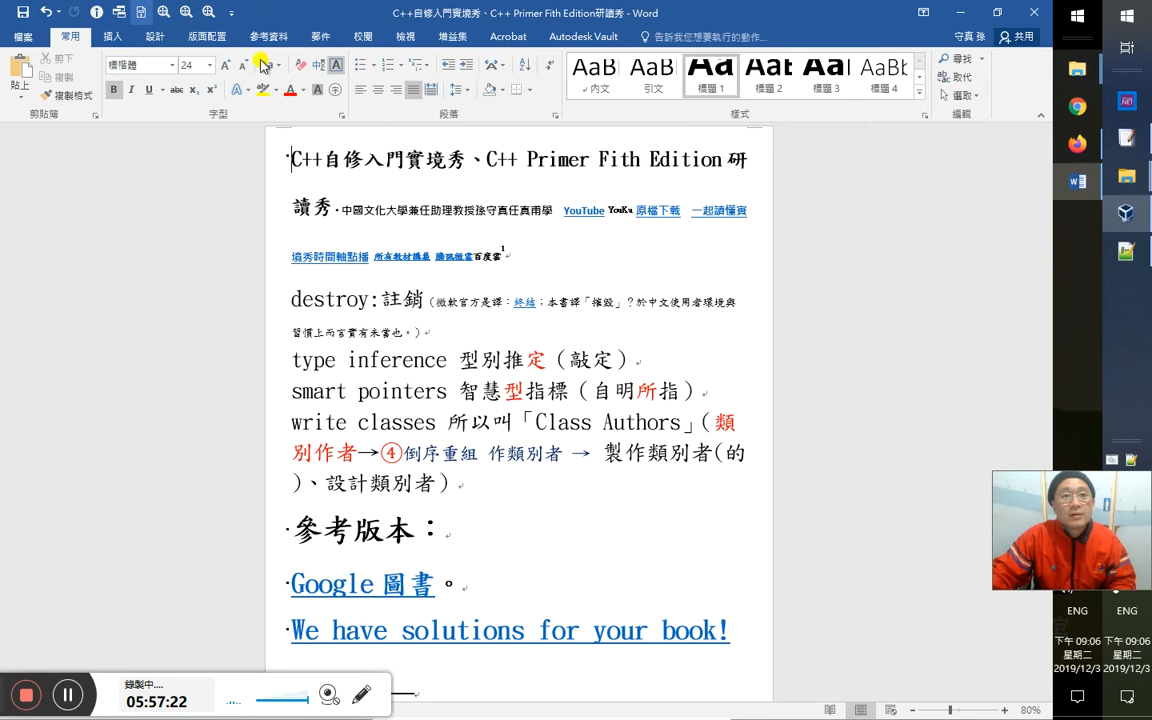 C++自修入門實境秀、C++ Primer Fith Edition研讀秀 - Word
檔案 常用 插入 設計 版面配置 參考資料 郵件 校閱 檢視 增益集 Acrobat Autodesk Vault 告訴我您想要執行的動作... 守真 孫 共用
貼上
剪下
複製
複製格式
剪貼簿
標楷體 24
字型
段落
AaB 內文
AaB 引文
Aa 標題 1
AaB 標題 2
AaB 標題 3
AaBb 標題 4
樣式
尋找
取代
選取
編輯
C++自修入門實境秀、C++ Primer Fith Edition 研
讀秀 中國文化大學兼任助理教授孫守真任真甫學 YouTube YouKu 原檔下載 一起讀懂實
境秀時間軸點播 所有教材講義 騰訊微雲百度雲1
destroy:註銷(微軟官方是譯:終結;本書譯「摧毀」?於中文使用者環境與
習慣上而言實有未當也。)
type inference 型別推定(敲定)
smart pointers 智慧型指標(自明所指)
write classes 所以叫「Class Authors」(類
別作者→④倒序重組 作類別者 → 製作類別者(的
)、設計類別者)
參考版本:
Google 圖書。
We have solutions for your book!
錄製中....
05:57:22
ENG
下午 09:06
星期二
2019/12/3
ENG
下午 09:06
星期二
2019/12/3
80%